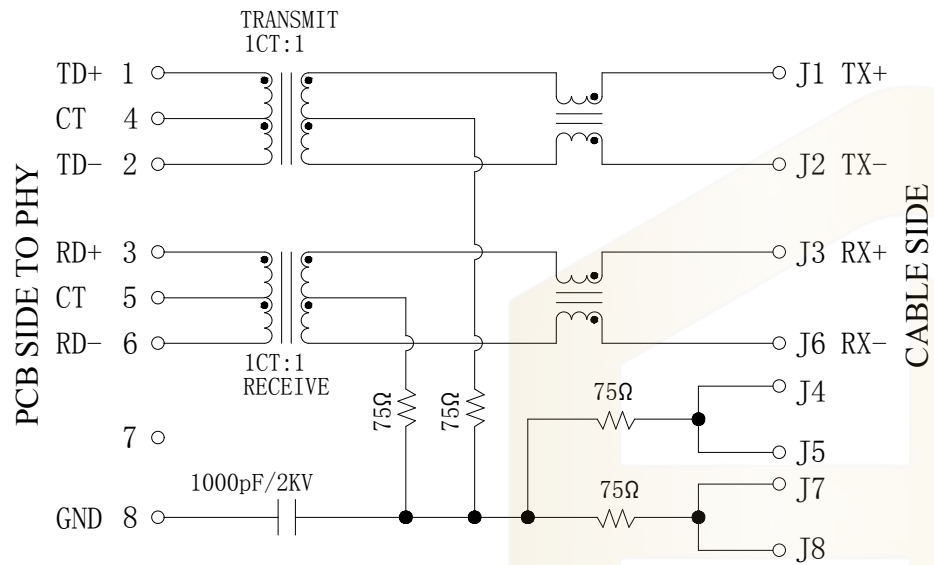 TRANSMIT
1CT:1
TD+ 1
CT 4
TD- 2
J1 TX+
J2 TX-
RD+ 3
CT 5
RD- 6
J3 RX+
J6 RX-
1CT:1
RECEIVE
PCB SIDE TO PHY
CABLE SIDE
75Ω
75Ω
75Ω
J4
J5
7
1000pF/2KV
75Ω
J7
GND 8
J8